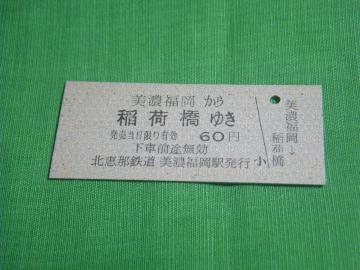 美濃福岡から
稲荷橋ゆき
発売当日限り有効 60円
下車前途無効
北恵那鉄道 美濃福岡駅発行
小
美濃福岡→
稲荷橋